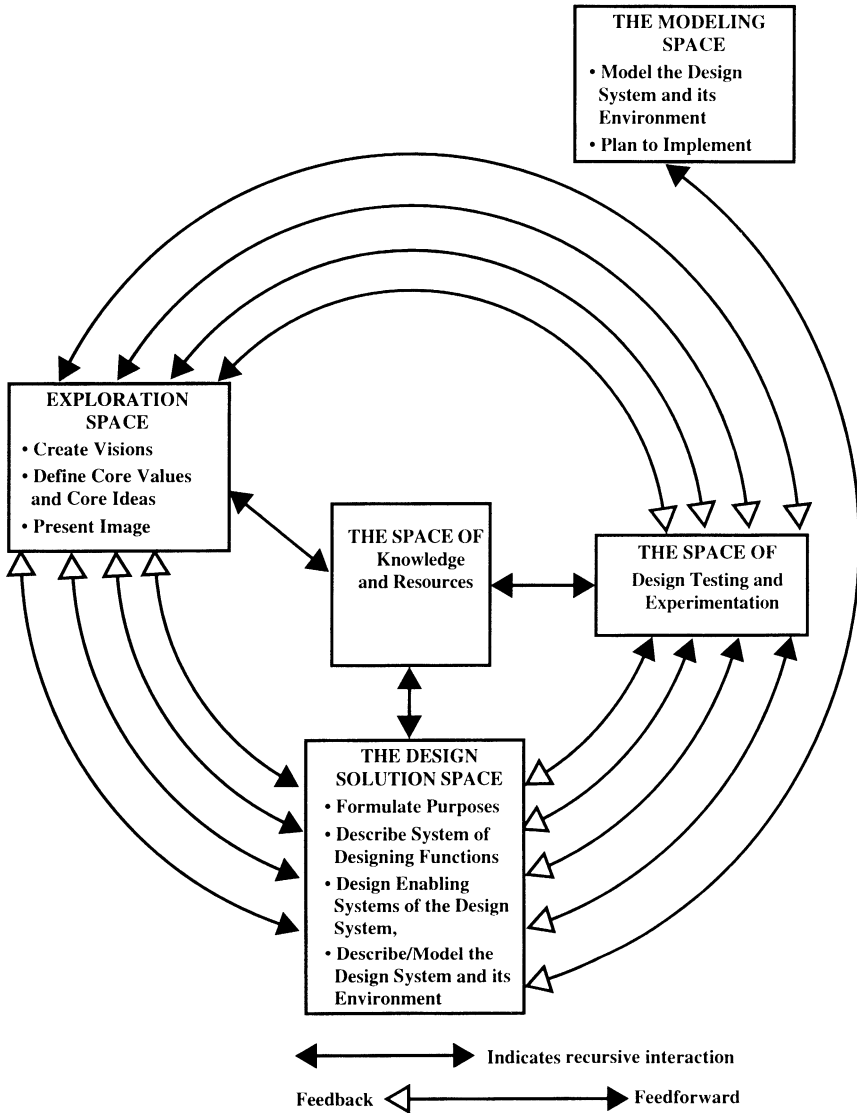 THE MODELING
SPACE
• Model the Design
System and its
Environment
• Plan to Implement
EXPLORATION
SPACE
• Create Visions
• Define Core Values
and Core Ideas
• Present Image
THE SPACE OF
Knowledge
and Resources
THE SPACE OF
Design Testing and
Experimentation
THE DESIGN
SOLUTION SPACE
• Formulate Purposes
• Describe System of
Designing Functions
• Design Enabling
Systems of the Design
System,
• Describe/Model the
Design System and its
Environment
Indicates recursive interaction
Feedback Feedforward